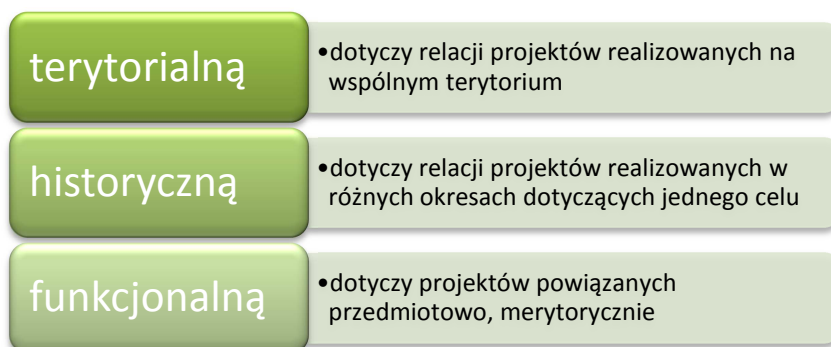 terytorialną
•dotyczy relacji projektów realizowanych na
wspólnym terytorium
historyczną
•dotyczy relacji projektów realizowanych w
różnych okresach dotyczących jednego celu
funkcjonalną
•dotyczy projektów powiązanych
przedmiotowo, merytorycznie